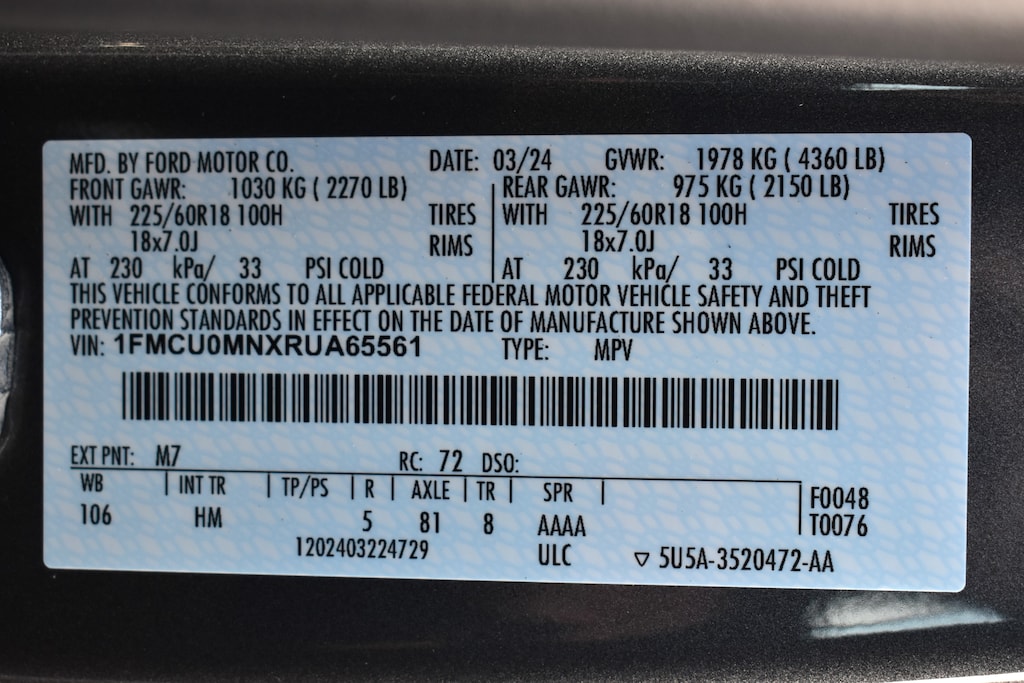 MFD. BY FORD MOTOR CO. DATE: 03/24 GVWR: 1978 KG ( 4360 LB)
FRONT GAWR: 1030 KG ( 2270 LB) REAR GAWR: 975 KG ( 2150 LB)
WITH 225/60R18 100H TIRES WITH 225/60R18 100H TIRES
18x7.0J RIMS 18x7.0J RIMS
AT 230 kPa/ 33 PSI COLD AT 230 kPa/ 33 PSI COLD
THIS VEHICLE CONFORMS TO ALL APPLICABLE FEDERAL MOTOR VEHICLE SAFETY AND THEFT
PREVENTION STANDARDS IN EFFECT ON THE DATE OF MANUFACTURE SHOWN ABOVE.
VIN: 1FMCU0MNXRUA65561 TYPE: MPV
EXT PNT: M7 RC: 72 DSO:
WB | INT TR | TP/PS | R | AXLE | TR | SPR | F0048
106 HM 5 81 8 AAAA T0076
1202403224729 ULC ▽ 5U5A-3520472-AA